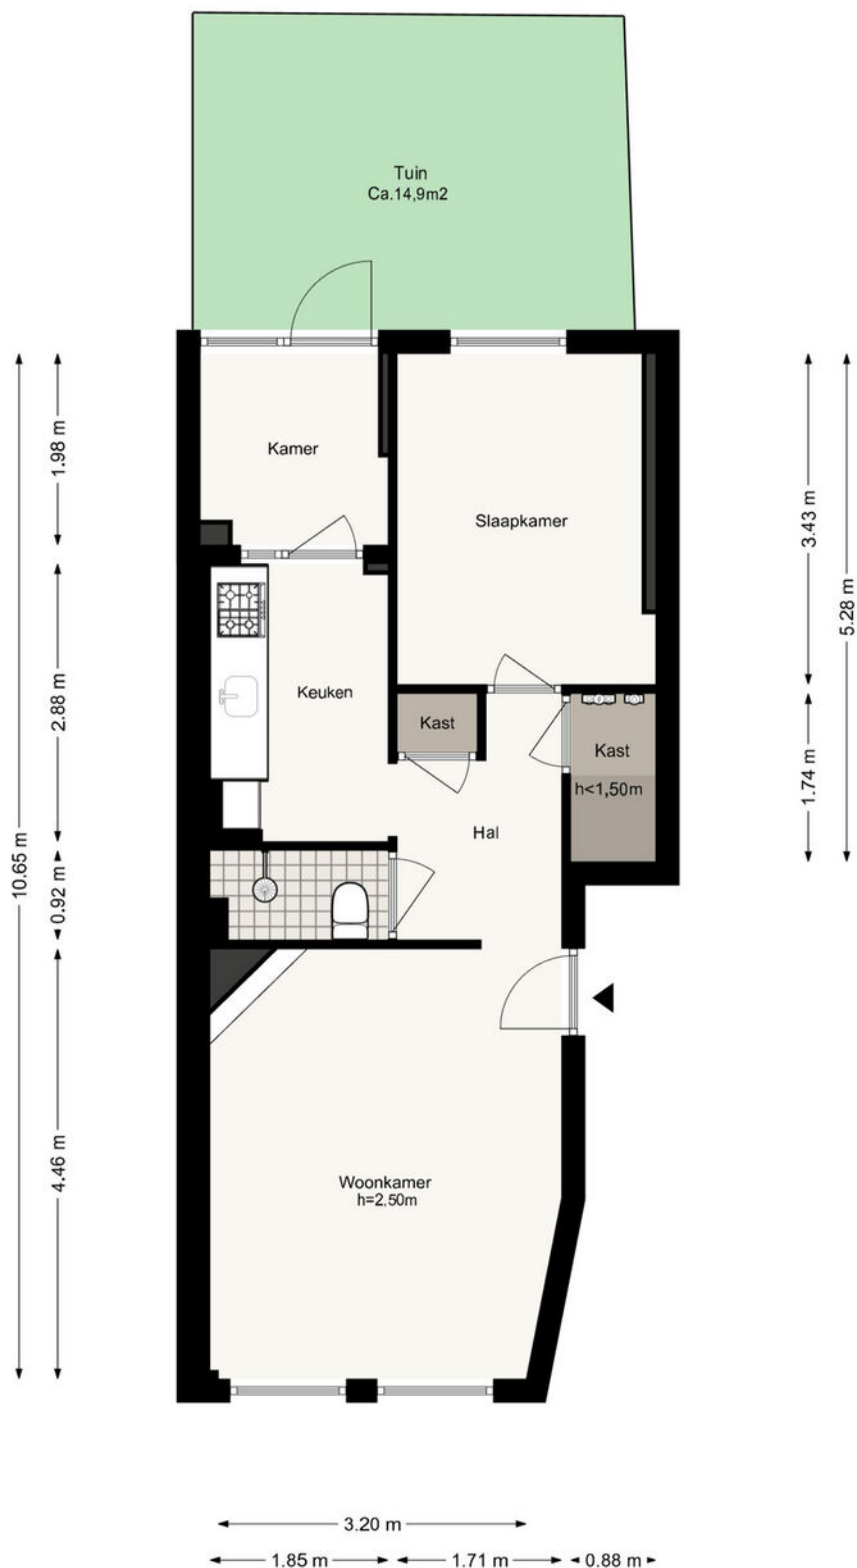 Tuin
Ca.14,9m2
Kamer
Slaapkamer
Keuken
Kast
Kast
h<1,50m
Hal
Woonkamer
h=2.50m
10.65 m
1.98 m
2.88 m
0.92 m
4.46 m
3.43 m
1.74 m
5.28 m
3.20 m
1.85 m
1.71 m
0.88 m